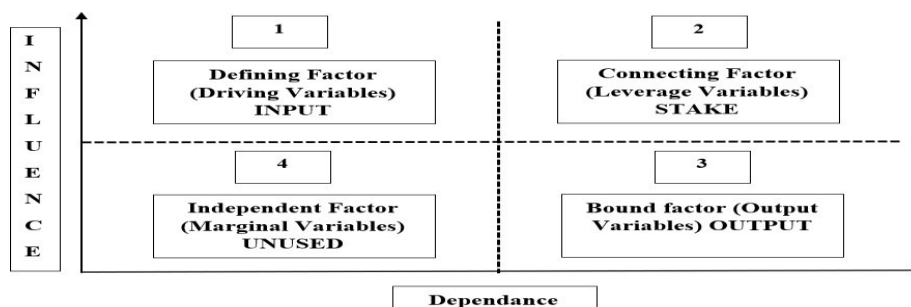 INFLUENCE
1
Defining Factor
(Driving Variables)
INPUT
2
Connecting Factor
(Leverage Variables)
STAKE
4
Independent Factor
(Marginal Variables)
UNUSED
3
Bound factor (Output
Variables) OUTPUT
Dependance